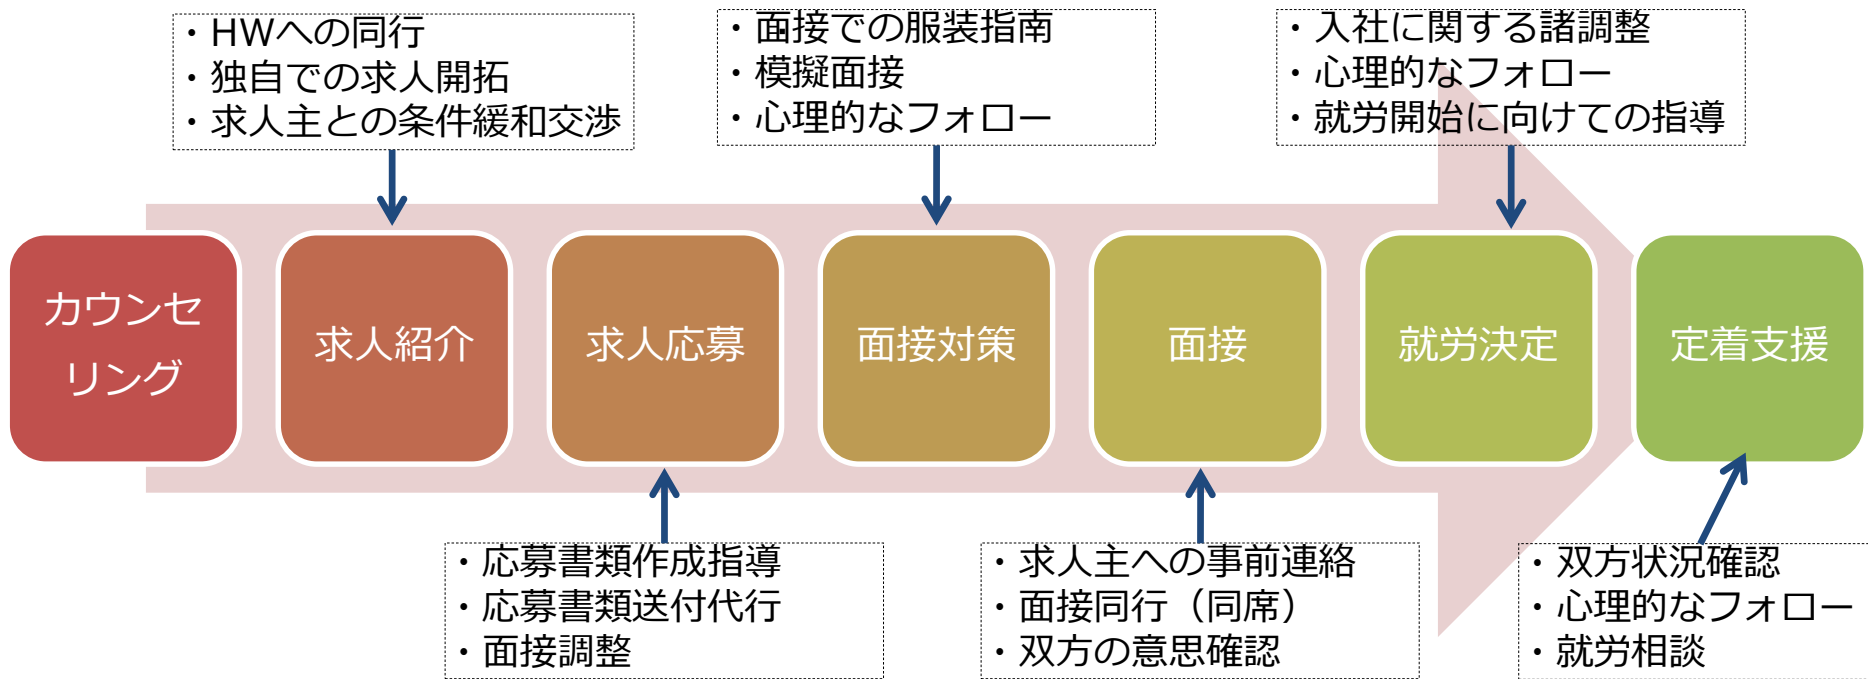 ・HWへの同行
・独自での求人開拓
・求人主との条件緩和交渉
・面接での服装指南
・模擬面接
・心理的なフォロー
・入社に関する諸調整
・心理的なフォロー
・就労開始に向けての指導
カウンセ
リング
求人紹介
求人応募
面接対策
面接
就労決定
定着支援
・応募書類作成指導
・応募書類送付代行
・面接調整
・求人主への事前連絡
・面接同行（同席）
・双方の意思確認
・双方状況確認
・心理的なフォロー
・就労相談